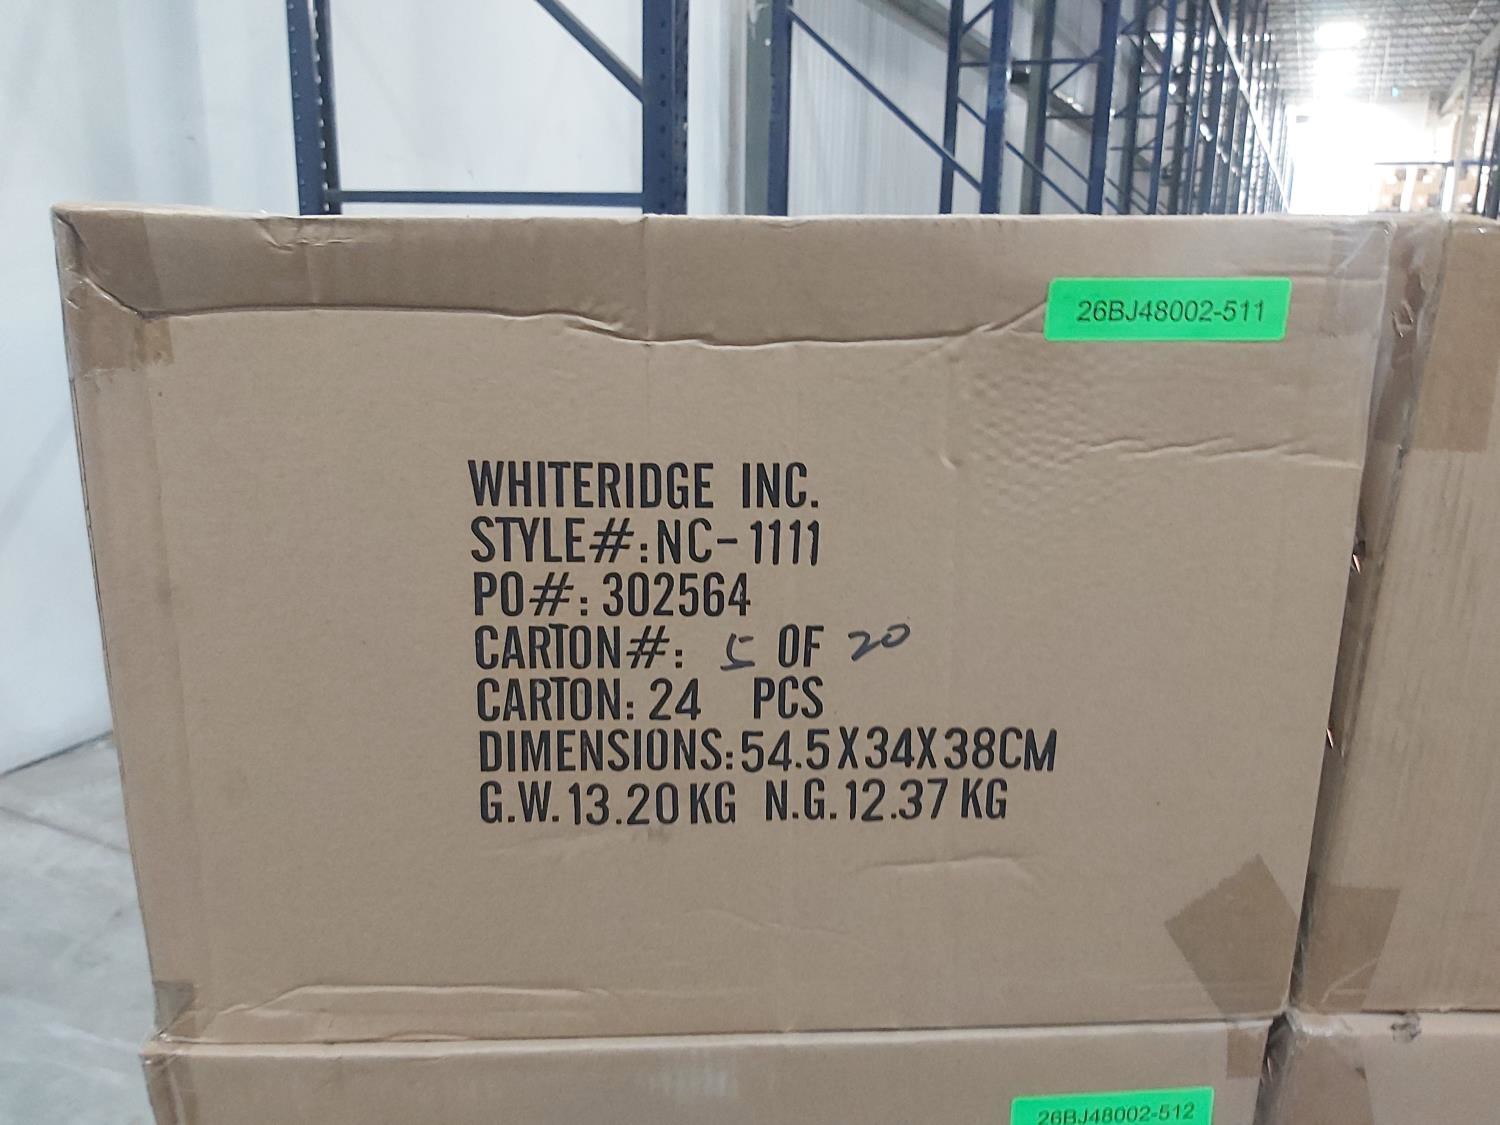 26BJ48002-511
WHITERIDGE INC.
STYLE#:NC-1111
PO#: 302564
CARTON#: 5 OF 20
CARTON: 24 PCS
DIMENSIONS:54.5X34X38CM
G.W.13.20KG N.G.12.37KG
26BJ48002-512